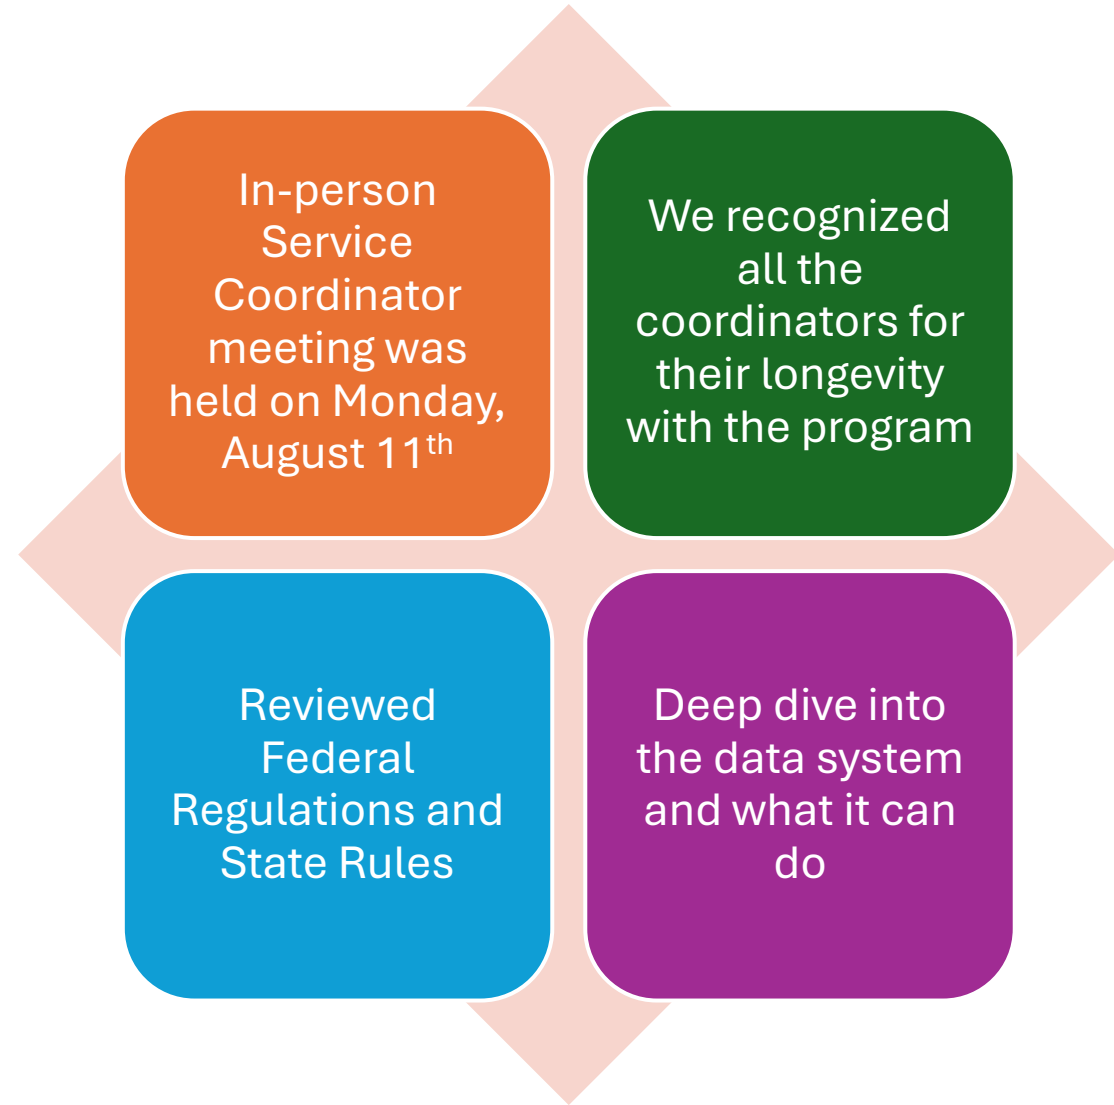 In-person
Service
Coordinator
meeting was
held on Monday,
August 11th
We recognized
all the
coordinators for
their longevity
with the program
Reviewed
Federal
Regulations and
State Rules
Deep dive into
the data system
and what it can
do